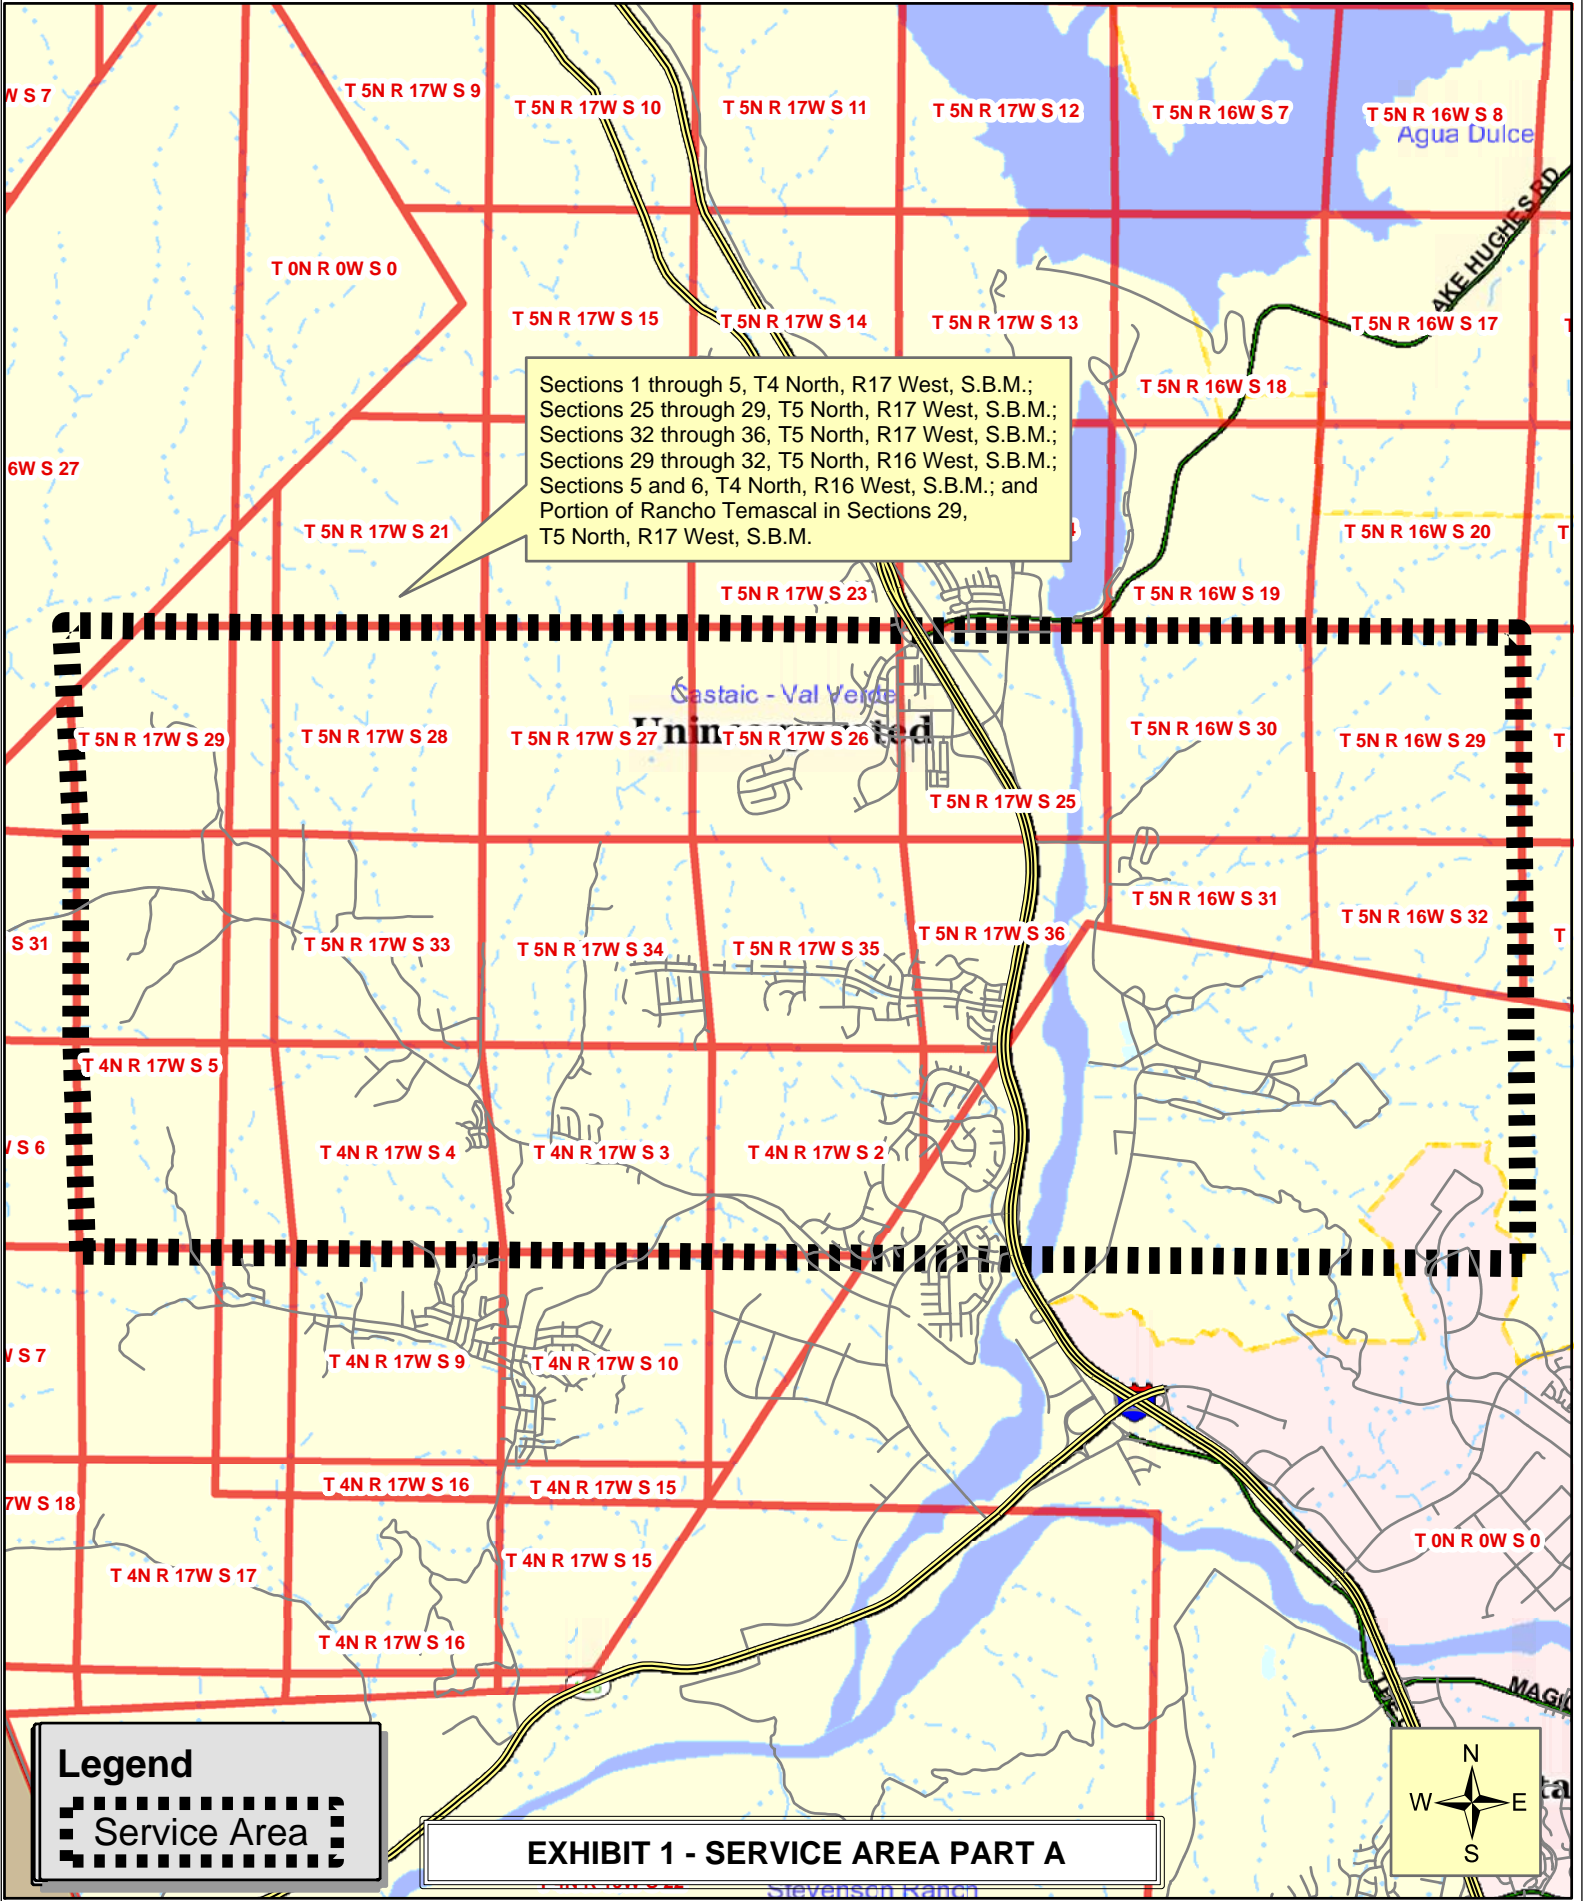 W S 7
T 5N R 17W S 9
T 5N R 17W S 10
T 5N R 17W S 11
T 5N R 17W S 12
T 5N R 16W S 7
T 5N R 16W S 8
Agua Dulce
AKE HUGHES RD
T 0N R 0W S 0
T 5N R 17W S 15
T 5N R 17W S 14
T 5N R 17W S 13
T 5N R 16W S 17
T 5N R 16W S 18
Sections 1 through 5, T4 North, R17 West, S.B.M.;
Sections 25 through 29, T5 North, R17 West, S.B.M.;
Sections 32 through 36, T5 North, R17 West, S.B.M.;
Sections 29 through 32, T5 North, R16 West, S.B.M.;
Sections 5 and 6, T4 North, R16 West, S.B.M.; and
Portion of Rancho Temascal in Sections 29,
T5 North, R17 West, S.B.M.
6W S 27
T 5N R 17W S 21
T 5N R 16W S 20
T
T 5N R 17W S 23
T 5N R 16W S 19
Castaic - Val Verde
T 5N R 17W S 29
T 5N R 17W S 28
T 5N R 17W S 27
T 5N R 17W S 26
T 5N R 16W S 30
T 5N R 16W S 29
T
T 5N R 17W S 25
T 5N R 16W S 31
T 5N R 16W S 32
T
S 31
T 5N R 17W S 33
T 5N R 17W S 34
T 5N R 17W S 35
T 5N R 17W S 36
T 4N R 17W S 5
S 6
T 4N R 17W S 4
T 4N R 17W S 3
T 4N R 17W S 2
S 7
T 4N R 17W S 9
T 4N R 17W S 10
7W S 18
T 4N R 17W S 16
T 4N R 17W S 15
T 4N R 17W S 15
T 0N R 0W S 0
T 4N R 17W S 17
T 4N R 17W S 16
MAGIC
Legend
Service Area
EXHIBIT 1 - SERVICE AREA PART A
Stevenson Ranch
N
W E
S
ta